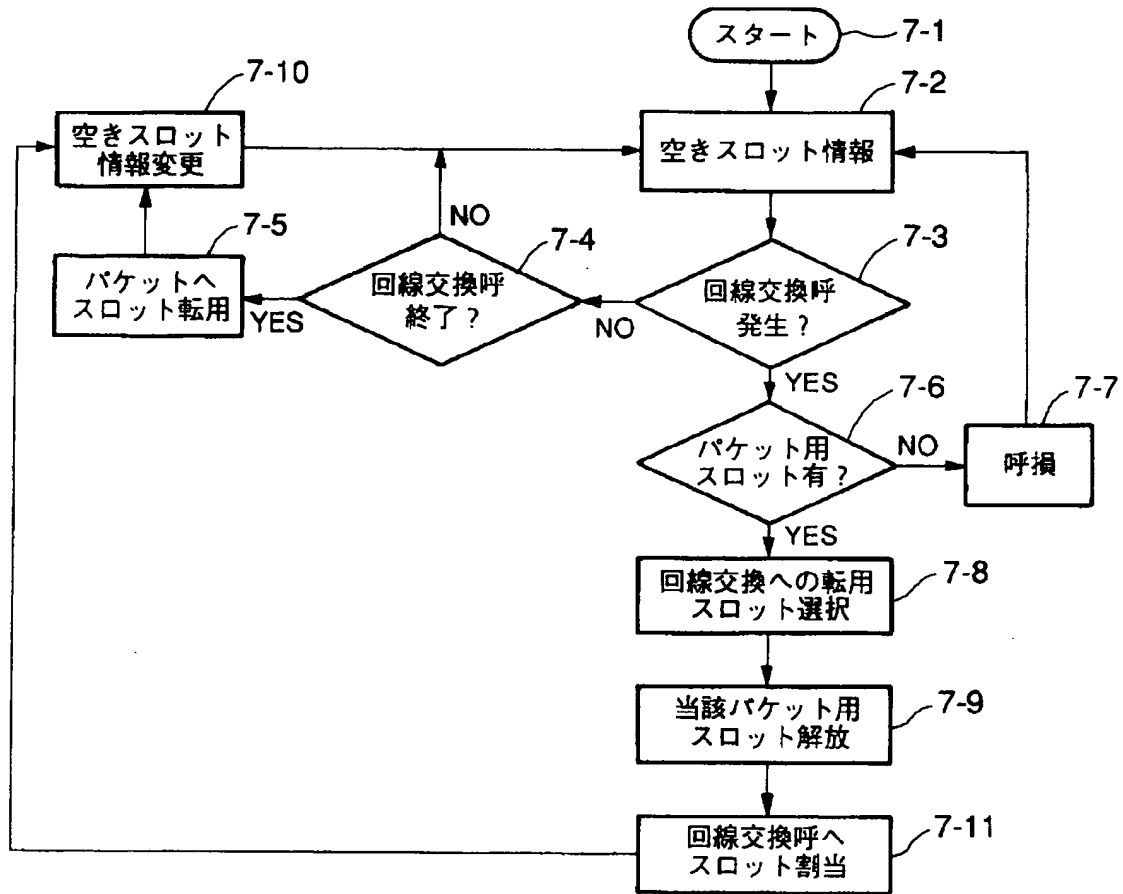 スタート
7-1
7-10
7-2
空きスロット
情報変更
空きスロット情報
NO
7-5
7-4
7-3
パケットへ
スロット転用
回線交換呼
終了?
回線交換呼
発生?
YES
NO
YES
7-6
7-7
パケット用
スロット有?
NO
呼損
YES
回線交換への転用
スロット選択
7-8
当該パケット用
スロット解放
7-9
回線交換呼へ
スロット割当
7-11